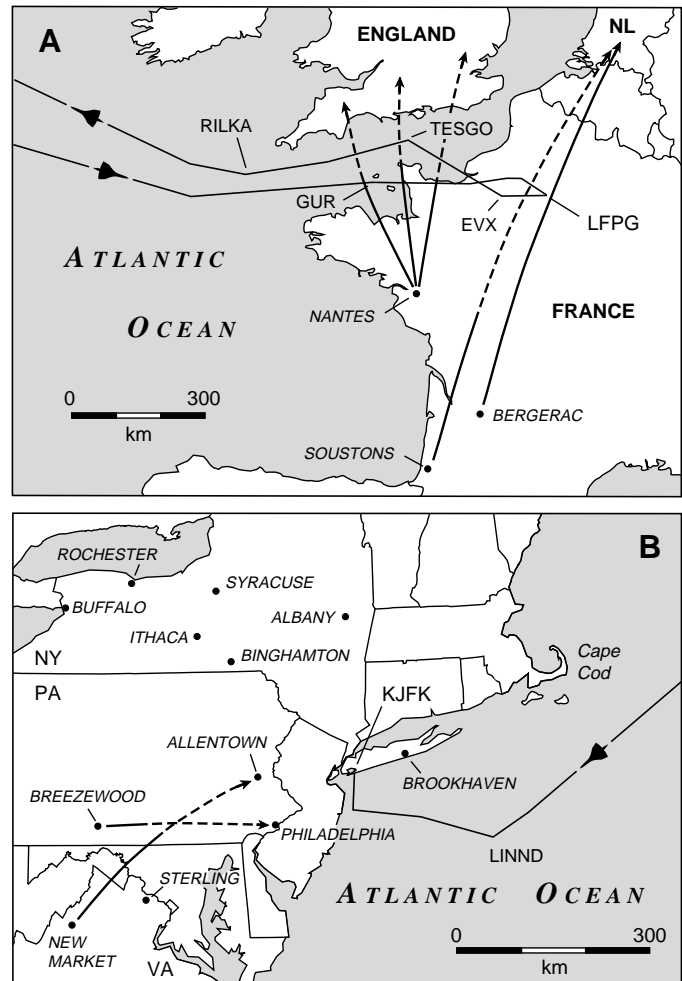 A
ENGLAND
NL
RILKA
TESGO
GUR
EVX
LFPG
ATLANTIC
OCEAN
NANTES
FRANCE
0 300
km
BERGERAC
SOUSTONS
B
ROCHESTER
SYRACUSE
BUFFALO
ALBANY
ITHACA
BINGHAMTON
Cape
Cod
NY
PA
KJFK
ALLENTOWN
BREEZEWOOD
BROOKHAVEN
PHILADELPHIA
LINND
STERLING
ATLANTIC OCEAN
NEW
MARKET
VA
0 300
km